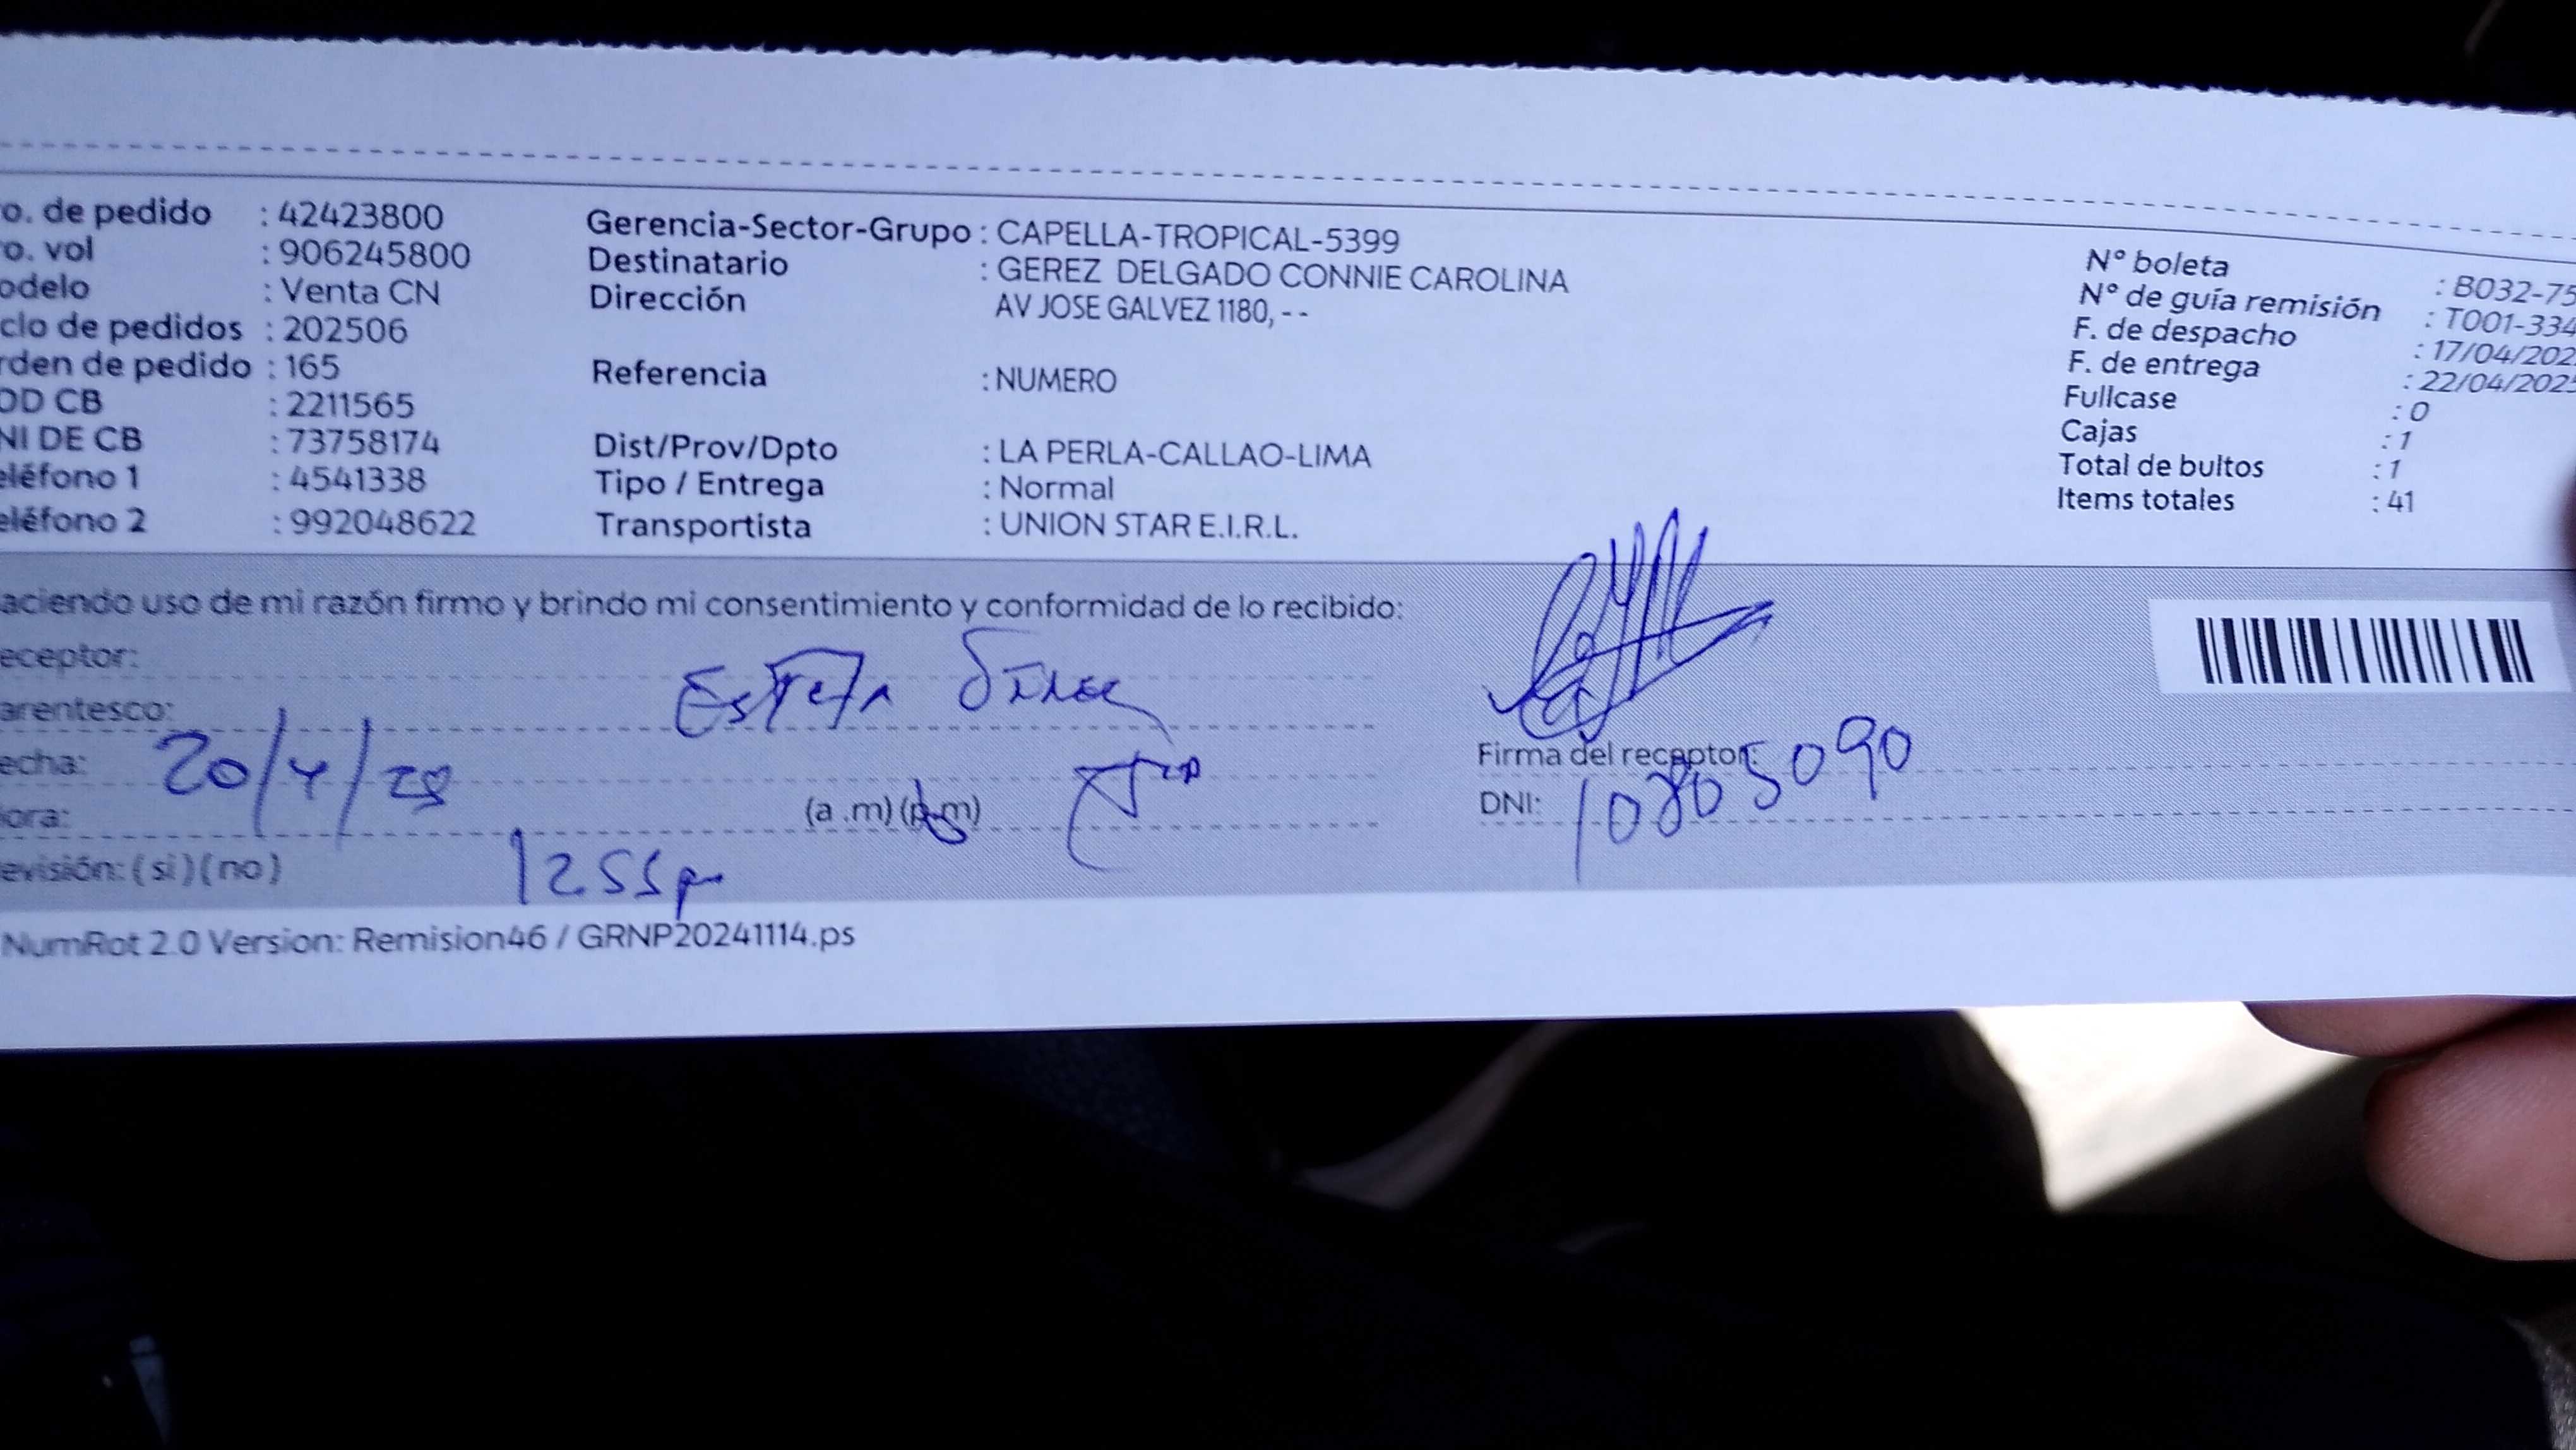 o. de pedido : 42423800
o. vol : 906245800
odelo : Venta CN
clo de pedidos : 202506
rden de pedido : 165
OD CB : 2211565
NI DE CB : 73758174
eléfono 1 : 4541338
eléfono 2 : 992048622
Gerencia-Sector-Grupo : CAPELLA-TROPICAL-5399
Destinatario : GEREZ DELGADO CONNIE CAROLINA
Dirección AV JOSE GALVEZ 1180, - -
Referencia : NUMERO
Dist/Prov/Dpto : LA PERLA-CALLAO-LIMA
Tipo / Entrega : Normal
Transportista : UNION STAR E.I.R.L.
N° boleta : B032-75
N° de guía remisión : T001-334
F. de despacho : 17/04/202
F. de entrega : 22/04/202
Fullcase : 0
Cajas : 1
Total de bultos : 1
Items totales : 41
aciendo uso de mi razón firmo y brindo mi consentimiento y conformidad de lo recibido:
eceptor:
arentesco:
echa: 20/4/25
ora: (a .m) (p.m)
evisión: ( si ) ( no ) 1255p
Firma del receptor:
DNI: 10805090
NumRot 2.0 Version: Remision46 / GRNP20241114.ps